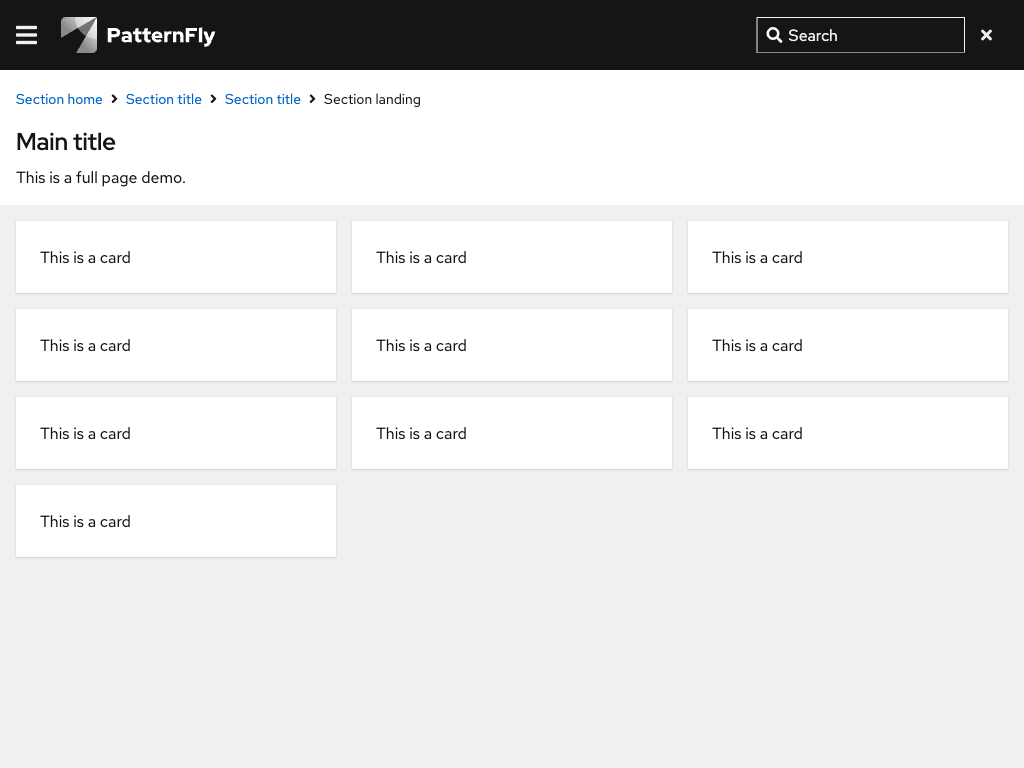 PatternFly
Search
Section home Section title Section title Section landing
Main title
This is a full page demo.
This is a card This is a card This is a card
This is a card This is a card This is a card
This is a card This is a card This is a card
This is a card